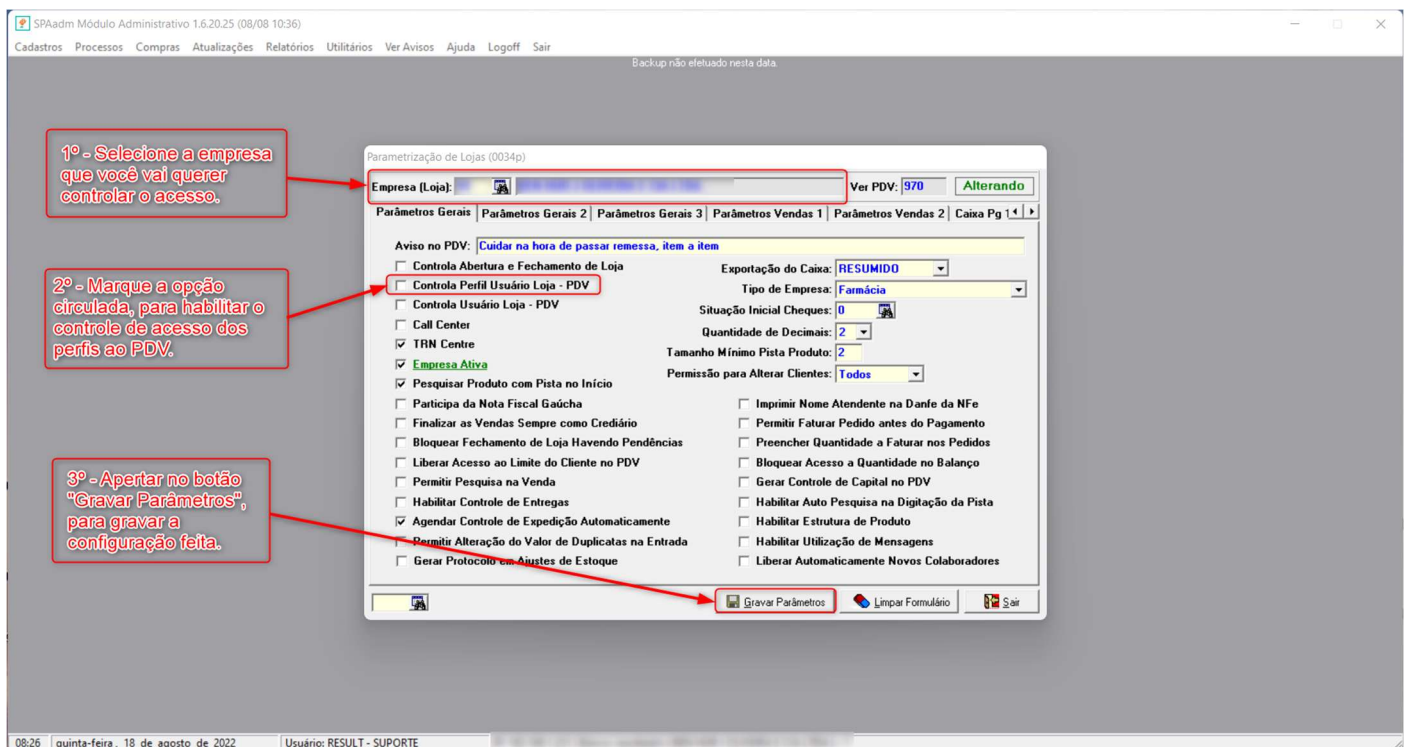 SPAadm Módulo Administrativo 1.6.20.25 (08/08 10:36)
Cadastros Processos Compras Atualizações Relatórios Utilitários Ver Avisos Ajuda Logoff Sair
Backup não efetuado nesta data.
1º - Selecione a empresa
que você vai querer
controlar o acesso.
Parametrização de Lojas (0034p)
Empresa (Loja): Ver PDV: 970 Alterando
Parâmetros Gerais Parâmetros Gerais 2 Parâmetros Gerais 3 Parâmetros Vendas 1 Parâmetros Vendas 2 Caixa Pg 1
Aviso no PDV: Cuidar na hora de passar remessa, item a item
2º - Marque a opção
circulada, para habilitar o
controle de acesso dos
perfis ao PDV.
Controla Abertura e Fechamento de Loja
Controla Perfil Usuário Loja - PDV
Controla Usuário Loja - PDV
Call Center
TRN Centre
Empresa Ativa
Pesquisar Produto com Pista no Início
Exportação do Caixa: RESUMIDO
Tipo de Empresa: Farmácia
Situação Inicial Cheques: 0
Quantidade de Decimais: 2
Tamanho Mínimo Pista Produto: 2
Permissão para Alterar Clientes: Todos
Participa da Nota Fiscal Gaúcha
Finalizar as Vendas Sempre como Crediário
Bloquear Fechamento de Loja Havendo Pendências
Liberar Acesso ao Limite do Cliente no PDV
Permitir Pesquisa na Venda
Habilitar Controle de Entregas
Agendar Controle de Expedição Automaticamente
Permitir Alteração do Valor de Duplicatas na Entrada
Gerar Protocolo em Ajustes de Estoque
Imprimir Nome Atendente na Danfe da NFe
Permitir Faturar Pedido antes do Pagamento
Preencher Quantidade a Faturar nos Pedidos
Bloquear Acesso a Quantidade no Balanço
Gerar Controle de Capital no PDV
Habilitar Auto Pesquisa na Digitação da Pista
Habilitar Estrutura de Produto
Habilitar Utilização de Mensagens
Liberar Automaticamente Novos Colaboradores
3º - Apertar no botão
"Gravar Parâmetros",
para gravar a
configuração feita.
Gravar Parâmetros Limpar Formulário Sair
08:26 quinta-feira , 18 de agosto de 2022 Usuário: RESULT - SUPORTE